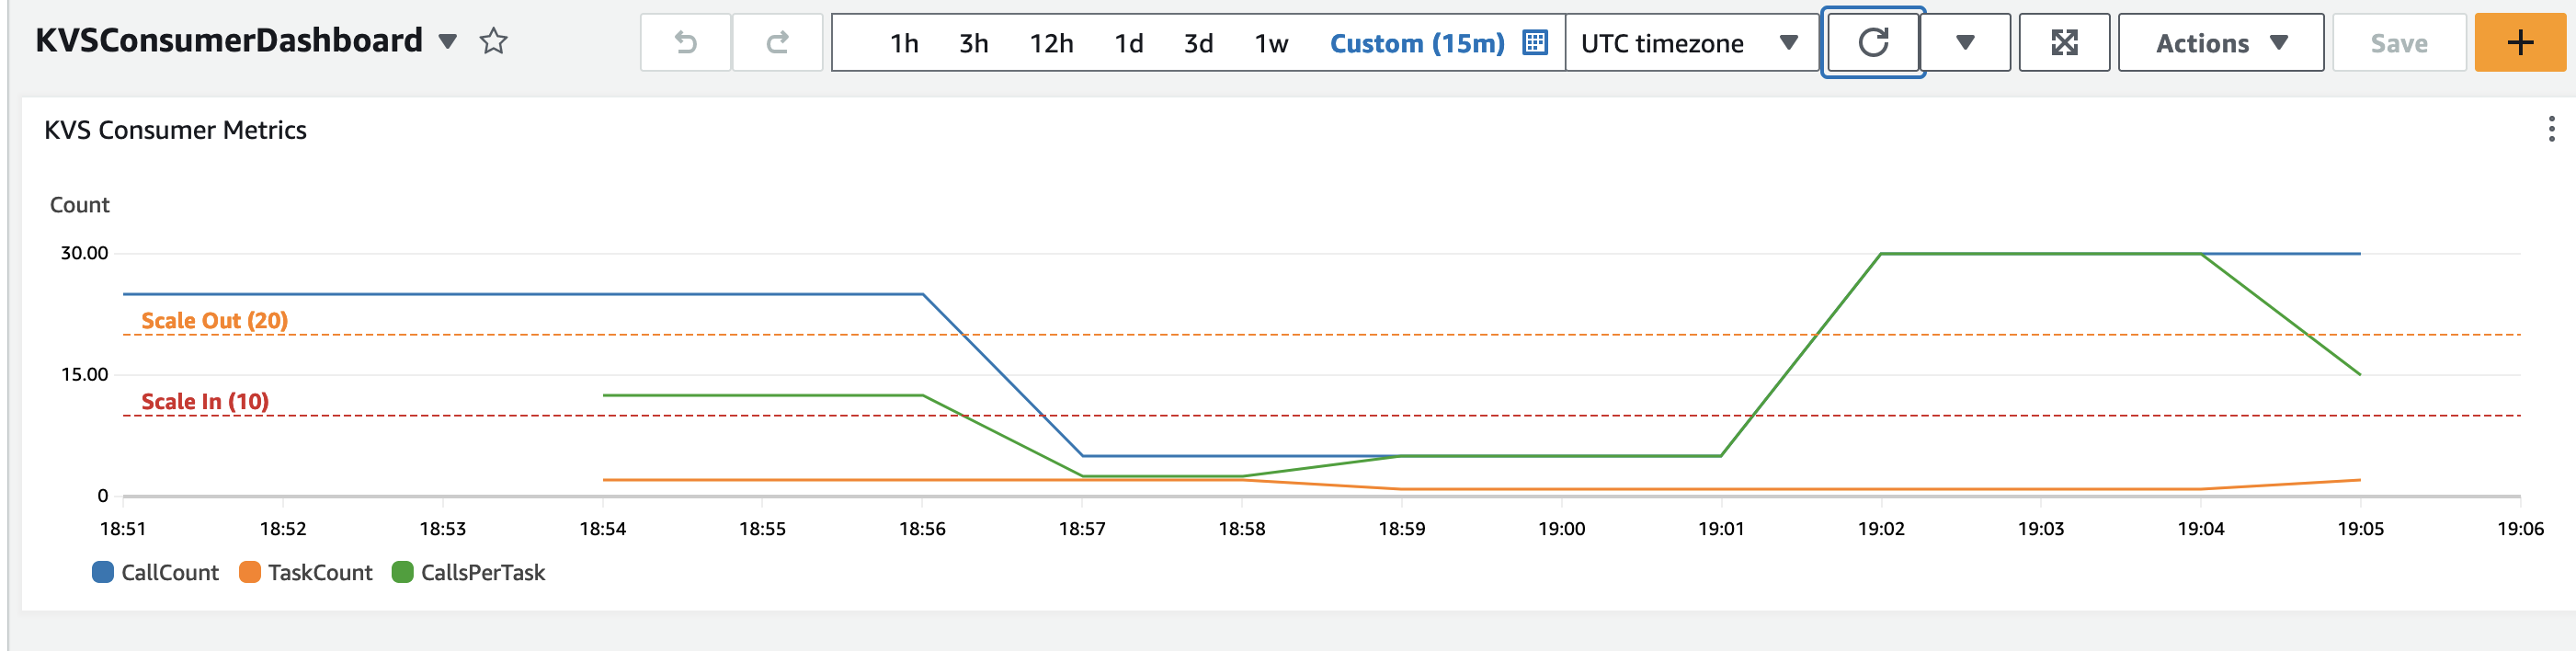 KVSConsumerDashboard
1h 3h 12h 1d 3d 1w Custom (15m) UTC timezone Actions Save
KVS Consumer Metrics
Count
30.00
Scale Out (20)
15.00
Scale In (10)
0
18:51 18:52 18:53 18:54 18:55 18:56 18:57 18:58 18:59 19:00 19:01 19:02 19:03 19:04 19:05 19:06
CallCount TaskCount CallsPerTask